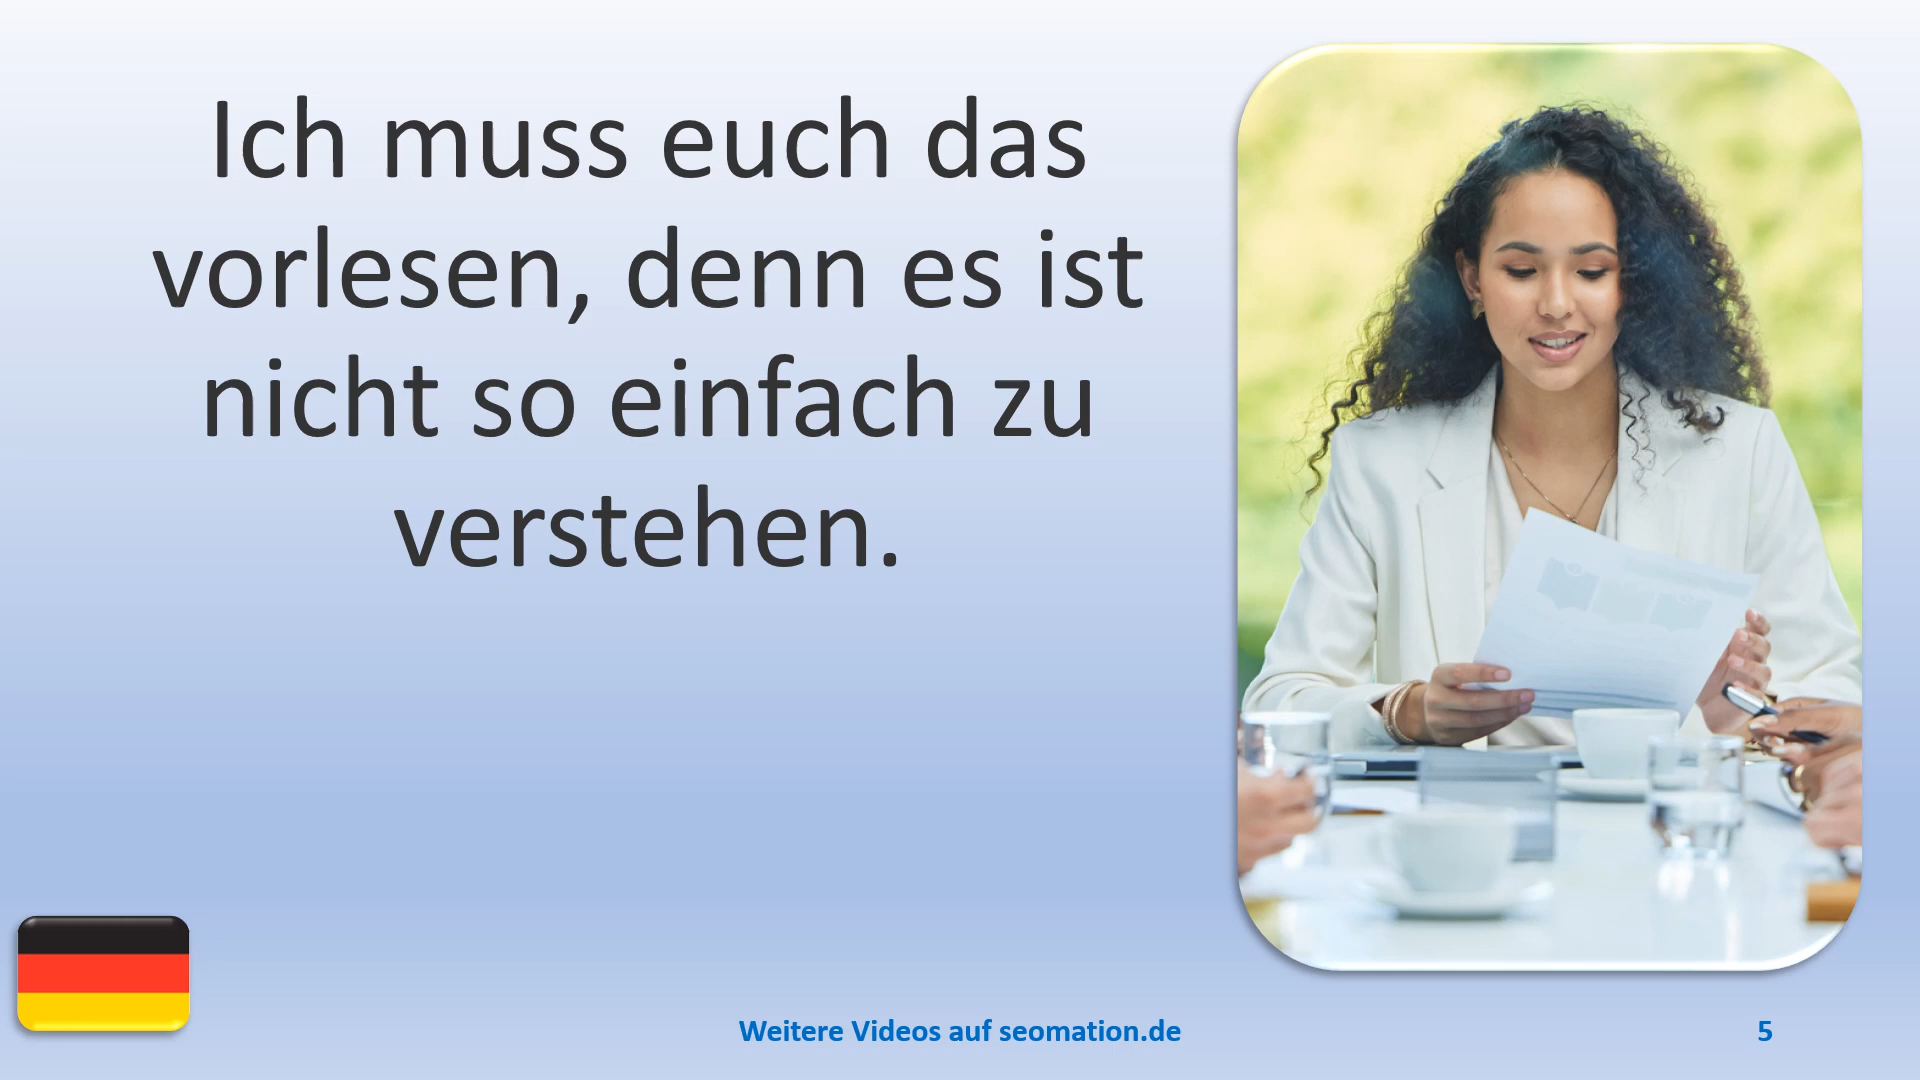 Ich muss euch das
vorlesen, denn es ist
nicht so einfach zu
verstehen.
Weitere Videos auf seomation.de
5